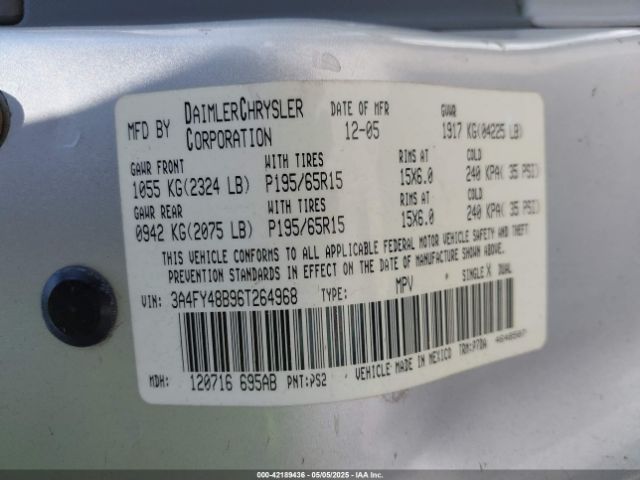 MFD BY DAIMLERCHRYSLER CORPORATION DATE OF MFR 12-05 GVWR 1917 KG(04225 LB)
GAWR FRONT WITH TIRES RIMS AT COLD
1055 KG(2324 LB) P195/65R15 15X6.0 240 KPA( 35 PSI)
GAWR REAR WITH TIRES RIMS AT COLD
0942 KG(2075 LB) P195/65R15 15X6.0 240 KPA( 35 PSI)
THIS VEHICLE CONFORMS TO ALL APPLICABLE FEDERAL MOTOR VEHICLE SAFETY AND THEFT
PREVENTION STANDARDS IN EFFECT ON THE DATE OF MANUFACTURE SHOWN ABOVE.
VIN: 3A4FY48B96T264968 TYPE: MPV • SINGLE X DUAL
MDH: 120716 695AB PNT:PS2 VEHICLE MADE IN MEXICO TRM:P7DA
000-42189436 - 05/05/2025 - IAAI.COM